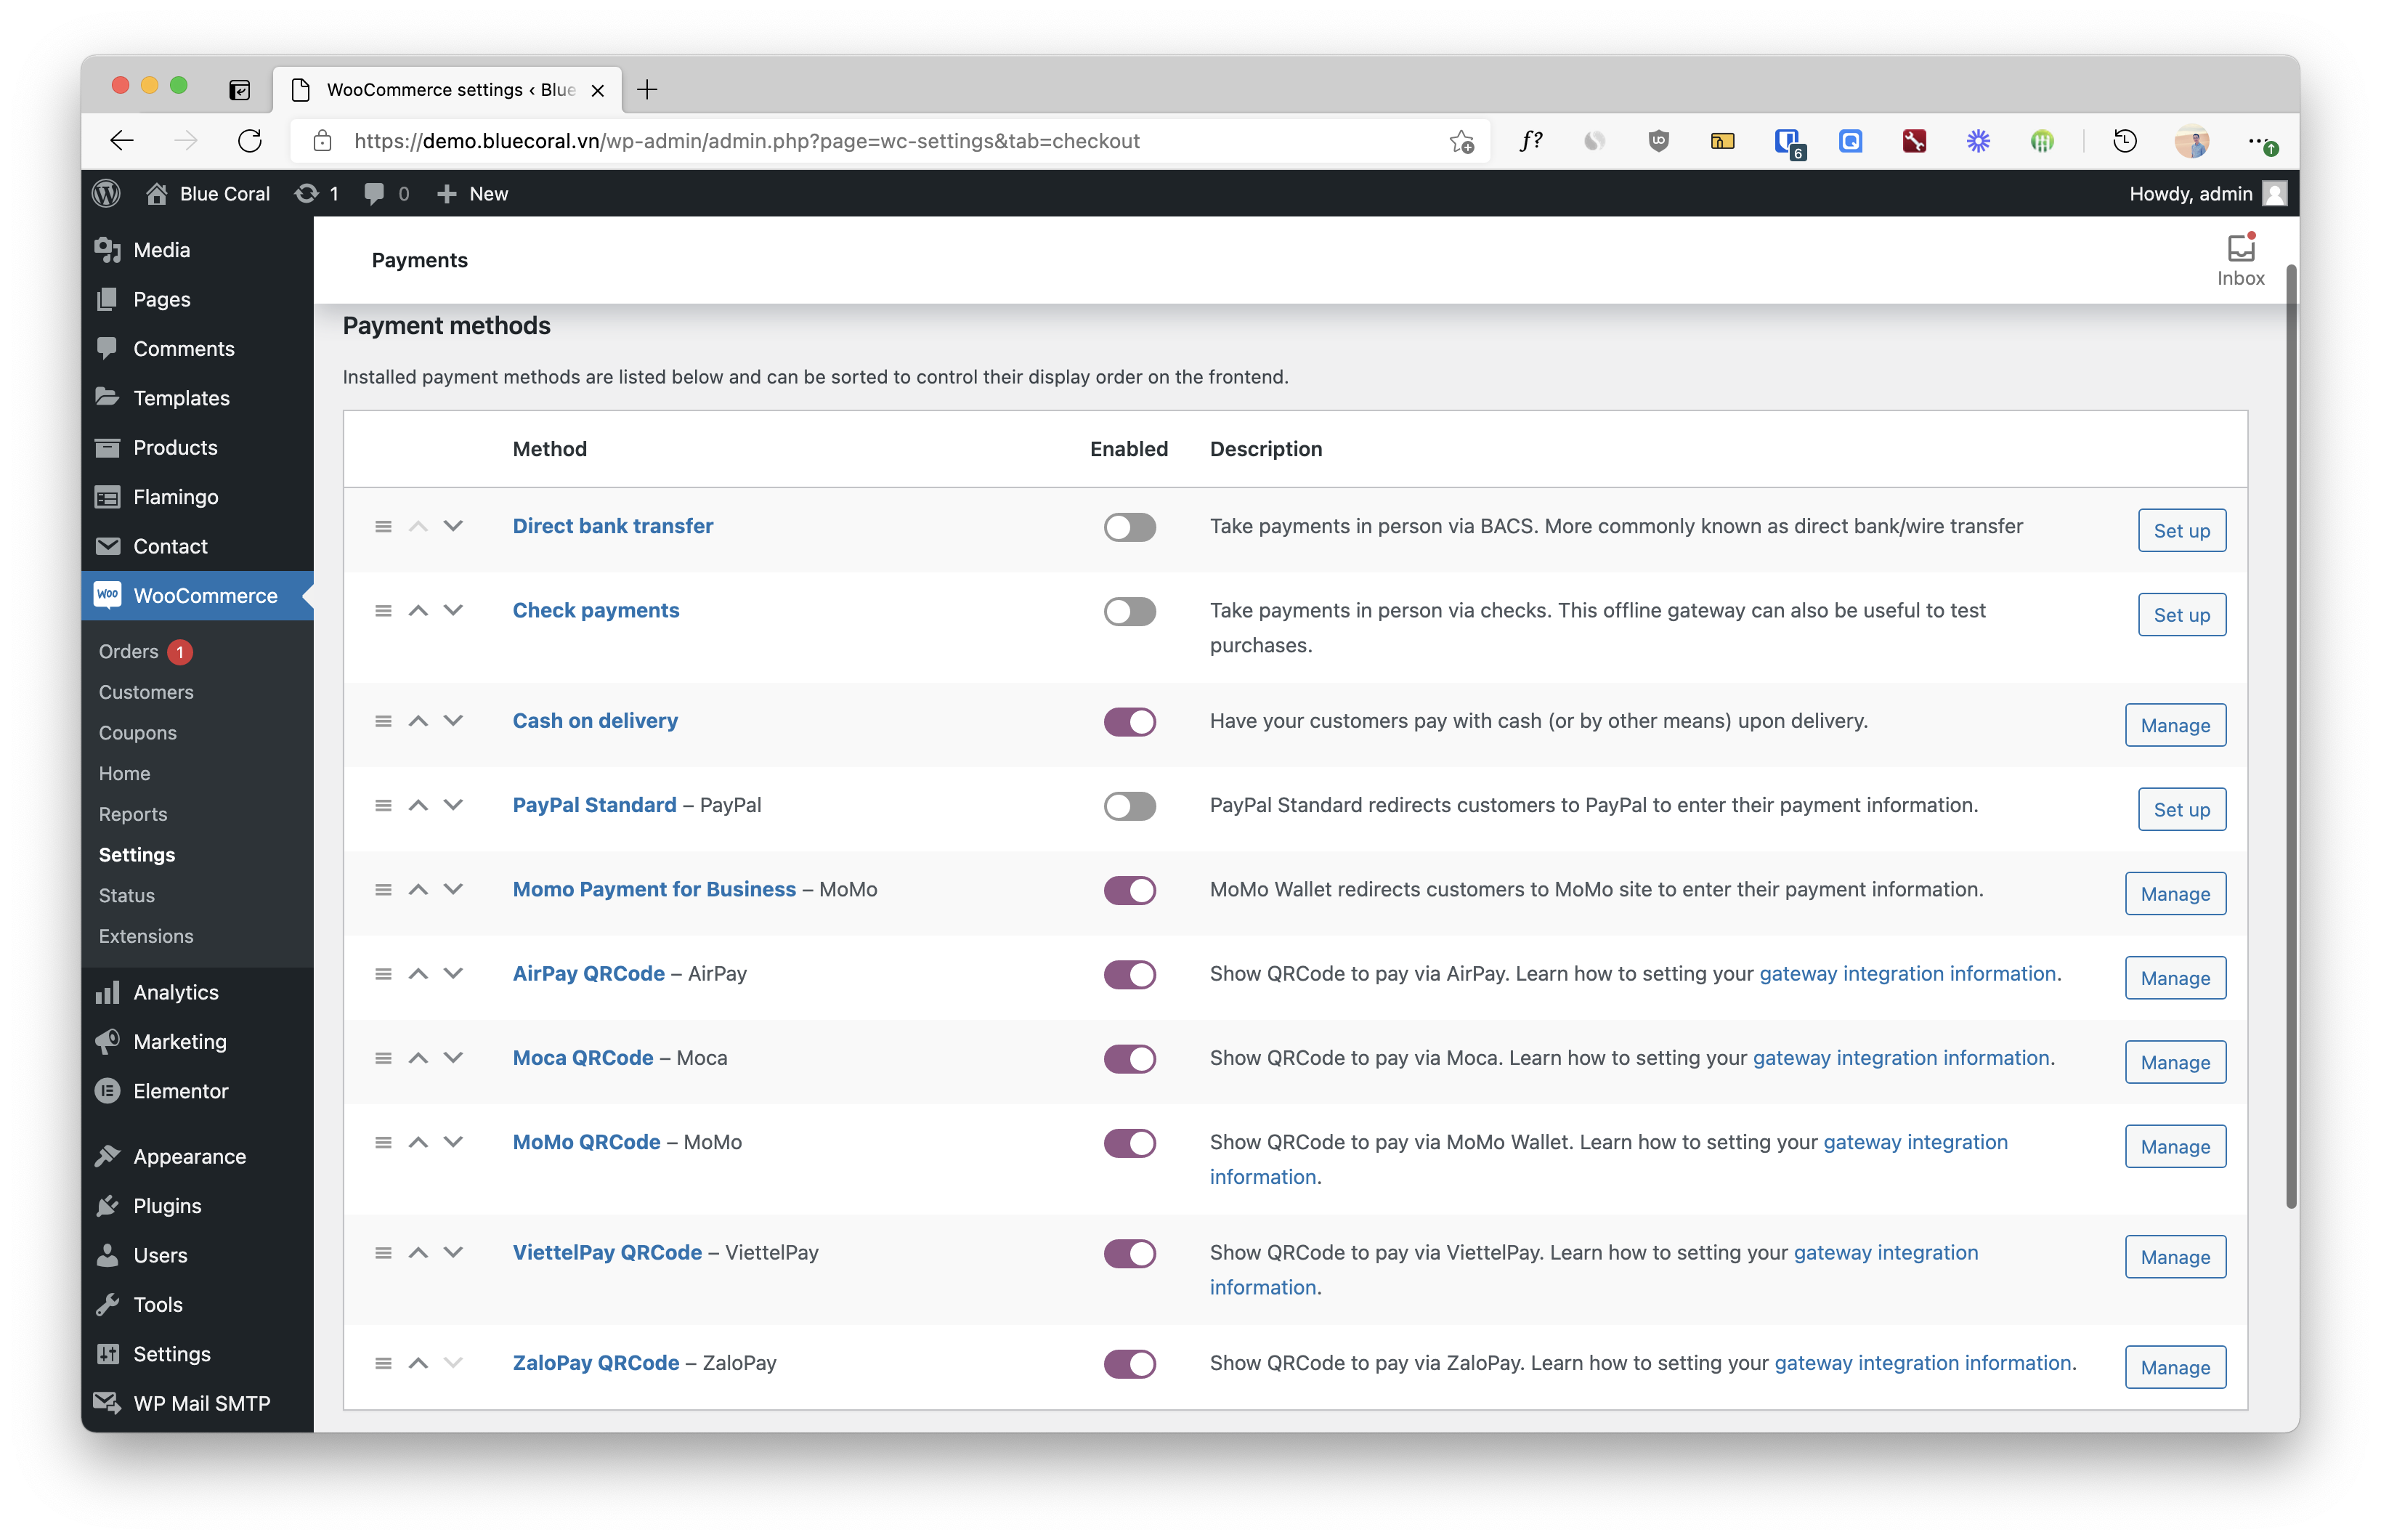 WooCommerce settings ‹ Blue
https://demo.bluecoral.vn/wp-admin/admin.php?page=wc-settings&tab=checkout
f?
6
Blue Coral
1
0
New
Howdy, admin
Media
Pages
Comments
Templates
Products
Flamingo
Contact
Woo
WooCommerce
Orders 1
Customers
Coupons
Home
Reports
Settings
Status
Extensions
Analytics
Marketing
Elementor
Appearance
Plugins
Users
Tools
Settings
WP Mail SMTP
Payments
Inbox
Payment methods
Installed payment methods are listed below and can be sorted to control their display order on the frontend.
Method Enabled Description
Direct bank transfer Take payments in person via BACS. More commonly known as direct bank/wire transfer Set up
Check payments Take payments in person via checks. This offline gateway can also be useful to test Set up
purchases.
Cash on delivery Have your customers pay with cash (or by other means) upon delivery. Manage
PayPal Standard – PayPal PayPal Standard redirects customers to PayPal to enter their payment information. Set up
Momo Payment for Business – MoMo MoMo Wallet redirects customers to MoMo site to enter their payment information. Manage
AirPay QRCode – AirPay Show QRCode to pay via AirPay. Learn how to setting your gateway integration information. Manage
Moca QRCode – Moca Show QRCode to pay via Moca. Learn how to setting your gateway integration information. Manage
MoMo QRCode – MoMo Show QRCode to pay via MoMo Wallet. Learn how to setting your gateway integration Manage
information.
ViettelPay QRCode – ViettelPay Show QRCode to pay via ViettelPay. Learn how to setting your gateway integration Manage
information.
ZaloPay QRCode – ZaloPay Show QRCode to pay via ZaloPay. Learn how to setting your gateway integration information. Manage